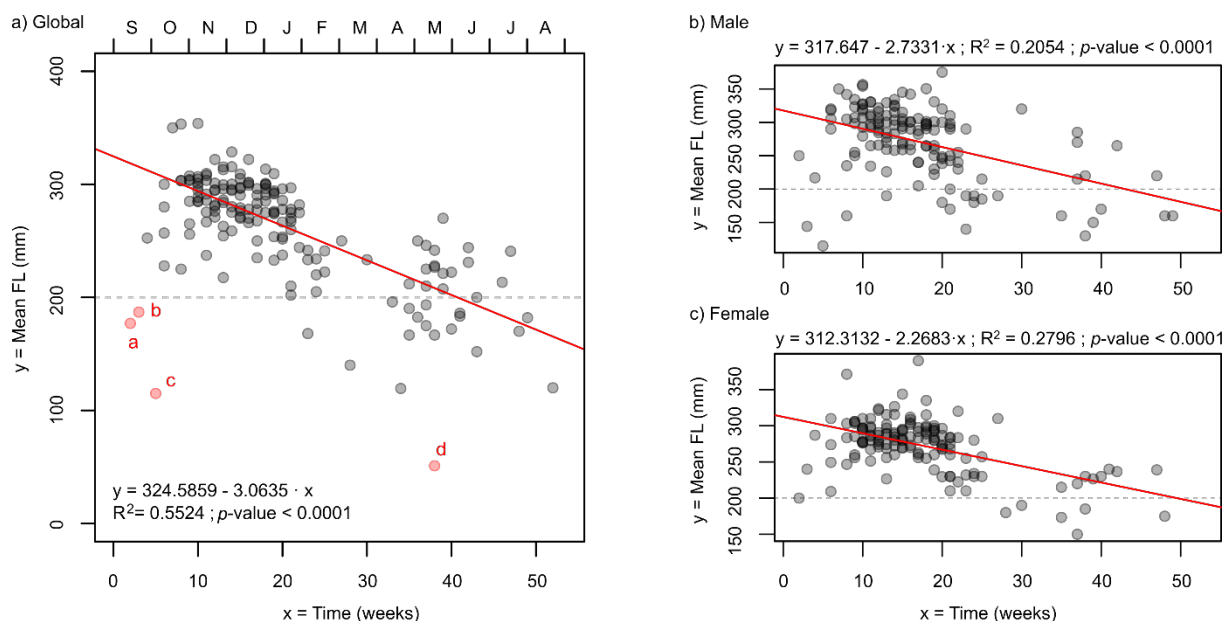 a) Global
S O N D J F M A M J J A
y = Mean FL (mm)
400
300
200
100
0
b
a
c
d
y = 324.5859 - 3.0635 · x
R²= 0.5524 ; p-value < 0.0001
0 10 20 30 40 50
x = Time (weeks)
b) Male
y = 317.647 - 2.7331·x ; R² = 0.2054 ; p-value < 0.0001
y = Mean FL (mm)
350
300
250
200
150
0 10 20 30 40 50
c) Female
y = 312.3132 - 2.2683·x ; R² = 0.2796 ; p-value < 0.0001
y = Mean FL (mm)
350
300
250
200
150
0 10 20 30 40 50
x = Time (weeks)